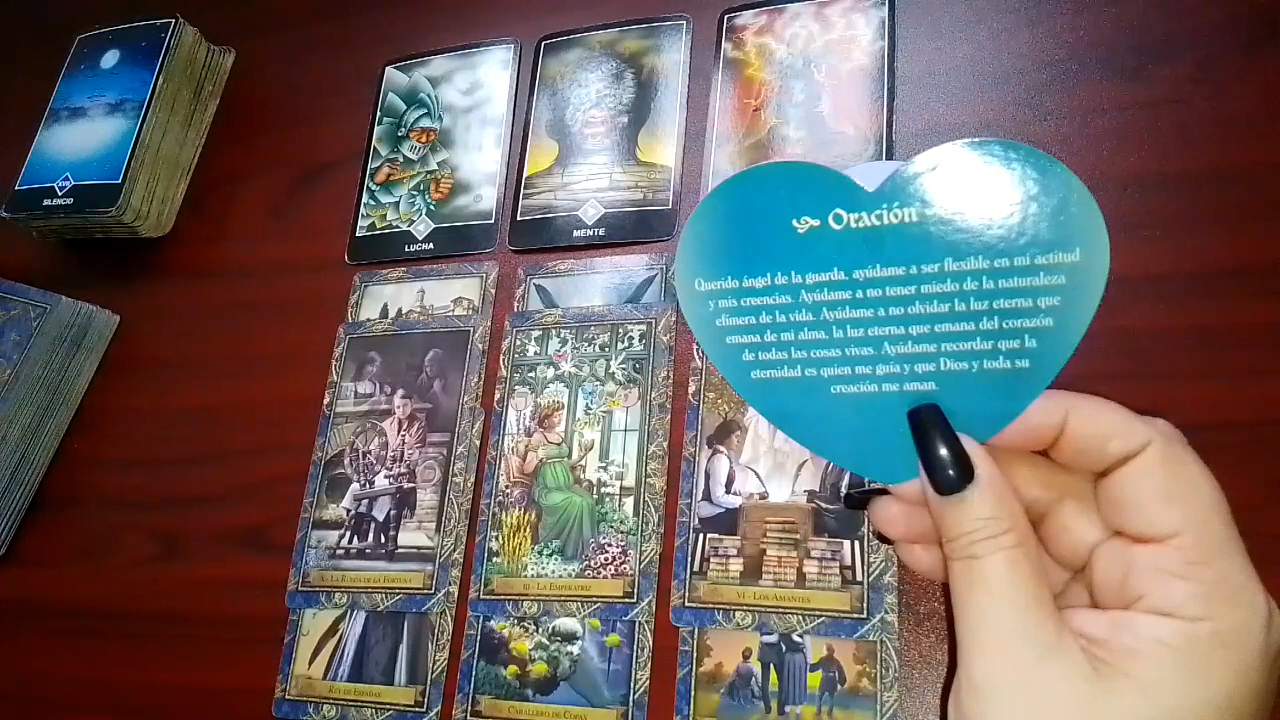 XVIII
SILENCIO
LUCHA
MENTE
Oración
Querido ángel de la guarda, ayúdame a ser flexible en mi actitud
y mis creencias. Ayúdame a no tener miedo de la naturaleza
efímera de la vida. Ayúdame a no olvidar la luz eterna que
emana de mi alma, la luz eterna que emana del corazón
de todas las cosas vivas. Ayúdame recordar que la
eternidad es quien me guía y que Dios y toda su
creación me aman.
X - LA RUEDA DE LA FORTUNA
III - LA EMPERATRIZ
VI - LOS AMANTES
REY DE ESPADAS
CABALLERO DE COPAS